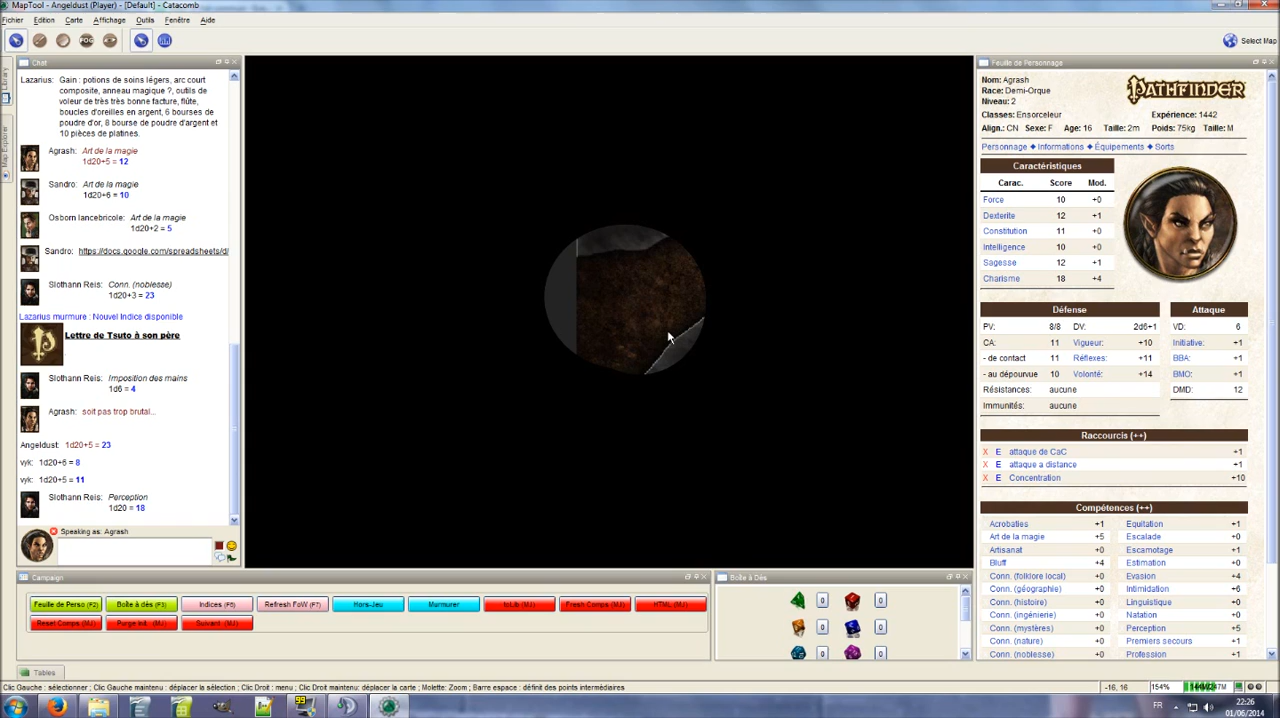 MapTool - Angeldust (Player) - [Default] - Catacomb
Fichier Edition Carte Affichage Outils Fenêtre Aide
FOG
Select Map
Library
Map Explorer
Chat
Lazarius: Gain : potions de soins légers, arc court
composite, anneau magique ?, outils de
voleur de très très bonne facture, flûte,
boucles d'oreilles en argent, 6 bourses de
poudre d'or, 8 bourse de poudre d'argent et
10 pièces de platines.
Agrash: Art de la magie
1d20+5 = 12
Sandro: Art de la magie
1d20+6 = 10
Osborn lancebricole: Art de la magie
1d20+2 = 5
Sandro: https://docs.google.com/spreadsheets/d/
Slothann Reis: Conn. (noblesse)
1d20+3 = 23
Lazarius murmure : Nouvel Indice disponible
Lettre de Tsuto à son père
Slothann Reis: Imposition des mains
1d6 = 4
Agrash: soit pas trop brutal...
Angeldust: 1d20+5 = 23
vyk: 1d20+6 = 8
vyk: 1d20+5 = 11
Slothann Reis: Perception
1d20 = 18
Speaking as: Agrash
Feuille de Personnage
Nom: Agrash
Race: Demi-Orque
Niveau: 2
PATHFINDER
Classes: Ensorceleur Expérience: 1442
Align.: CN Sexe: F Age: 16 Taille: 2m Poids: 75kg Taille: M
Personnage ◆ Informations ◆ Équipements ◆ Sorts
Caractéristiques
Carac. Score Mod.
Force 10 +0
Dexterite 12 +1
Constitution 11 +0
Intelligence 10 +0
Sagesse 12 +1
Charisme 18 +4
Défense Attaque
PV: 8/8 DV: 2d6+1 VD: 6
CA: 11 Vigueur: +10 Initiative: +1
- de contact 11 Réflexes: +11 BBA: +1
- au dépourvue 10 Volonté: +14 BMO: +1
Résistances: aucune DMD: 12
Immunités: aucune
Raccourcis (++)
X E attaque de CaC +1
X E attaque a distance +1
X E Concentration +10
Compétences (++)
Acrobaties +1 Equitation +1
Art de la magie +5 Escalade +0
Artisanat +0 Escamotage +1
Bluff +4 Estimation +0
Conn. (folklore local) +0 Evasion +4
Conn. (géographie) +0 Intimidation +6
Conn. (histoire) +0 Linguistique +0
Conn. (ingénierie) +0 Natation +0
Conn. (mystères) +0 Perception +5
Conn. (nature) +0 Premiers secours +1
Conn. (noblesse) +0 Profession +1
Campaign
Feuille de Perso (F2) Boîte à dés (F3) Indices (F6) Refresh FoW (F7) Hors-Jeu Murmurer toLib (MJ) Fresh Comps (MJ) HTML (MJ)
Reset Comps (MJ) Purge Init. (MJ) Suivant. (MJ)
Boîte à Dés
0 0
0 0
0 0
Tables
Clic Gauche : sélectionner ; Clic Gauche maintenu : déplacer la sélection ; Clic Droit : menu ; Clic Droit maintenu: déplacer la carte ; Molette: Zoom ; Barre espace : définit des points intermédiaires
-16, 16 154%
99
FR
22:26
01/06/2014